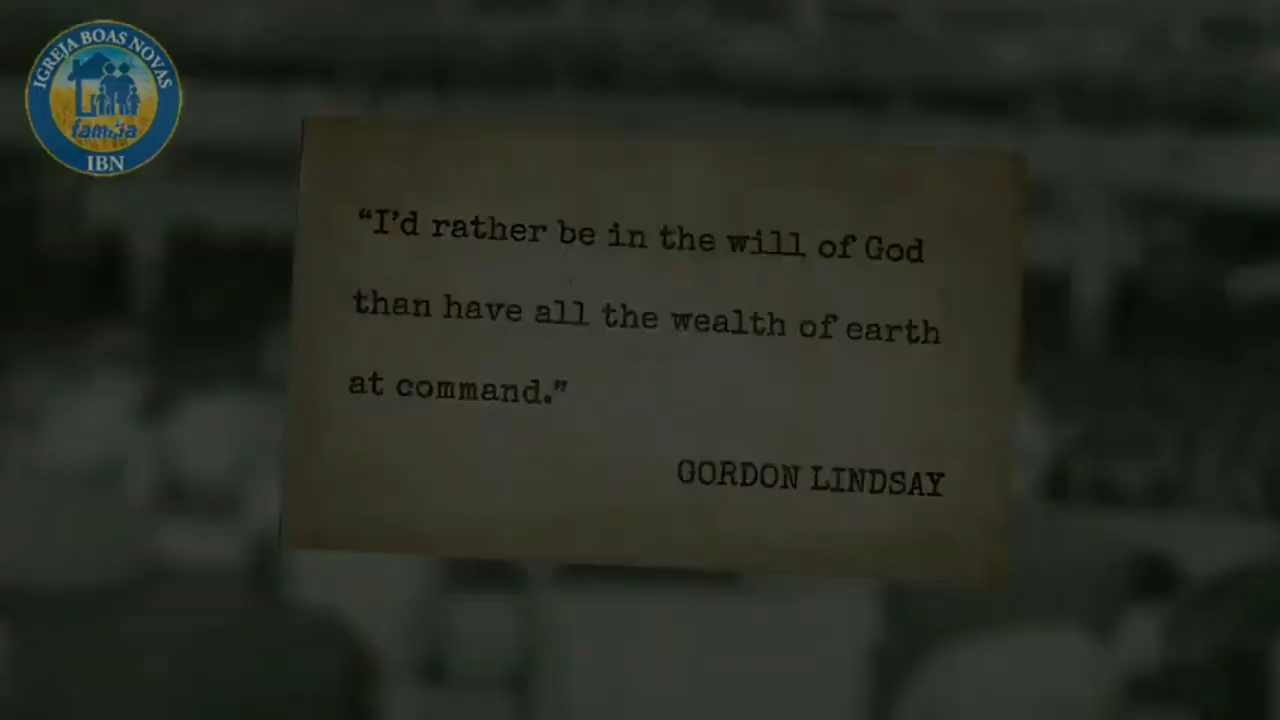 IGREJA BOAS NOVAS
família
IBN
“I’d rather be in the will of God
than have all the wealth of earth
at command.”
GORDON LINDSAY